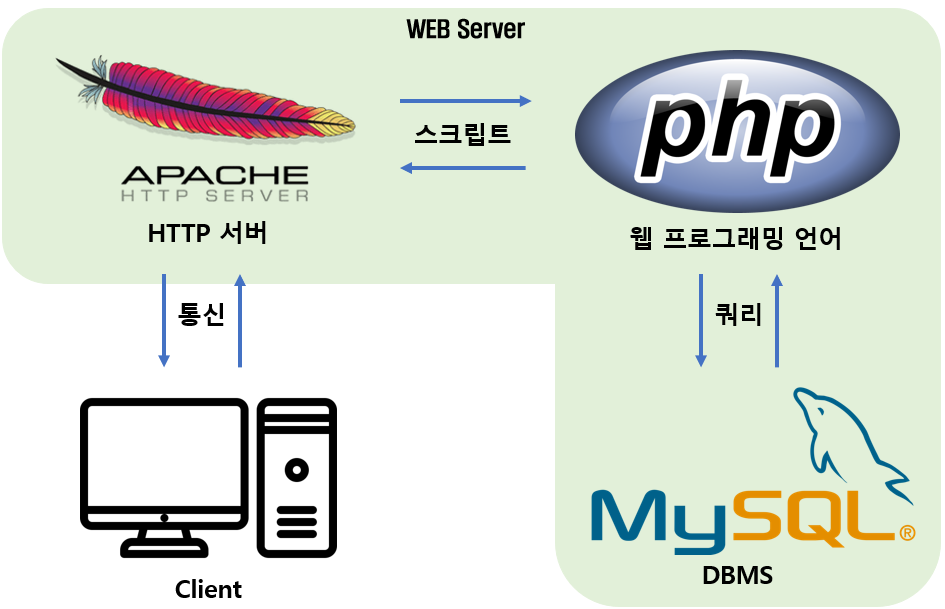 WEB Server
APACHE
HTTP SERVER
HTTP 서버
스크립트
php
웹 프로그래밍 언어
통신
쿼리
Client
MySQL®
DBMS